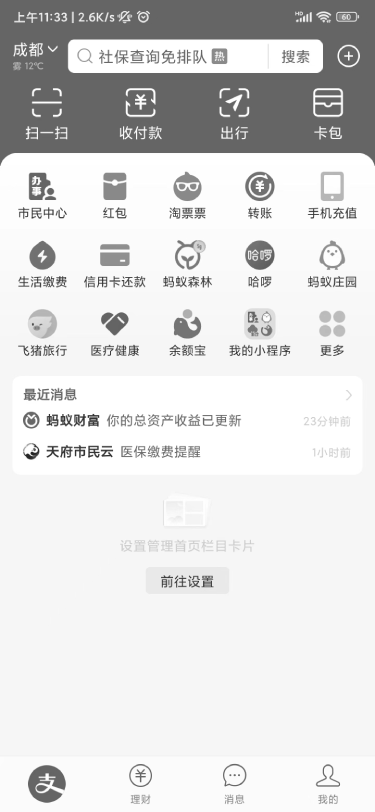 上午11:33 | 2.6K/s
HD 60
成都
雾 12℃
社保查询免排队 热 搜索
扫一扫 收付款 出行 卡包
办事
市民中心 红包 淘票票 转账 手机充值
哈啰
生活缴费 信用卡还款 蚂蚁森林 哈啰 蚂蚁庄园
飞猪旅行 医疗健康 余额宝 我的小程序 更多
最近消息
蚂蚁财富 你的总资产收益已更新 23分钟前
天府市民云 医保缴费提醒 1小时前
设置管理首页栏目卡片
前往设置
支
理财 消息 我的